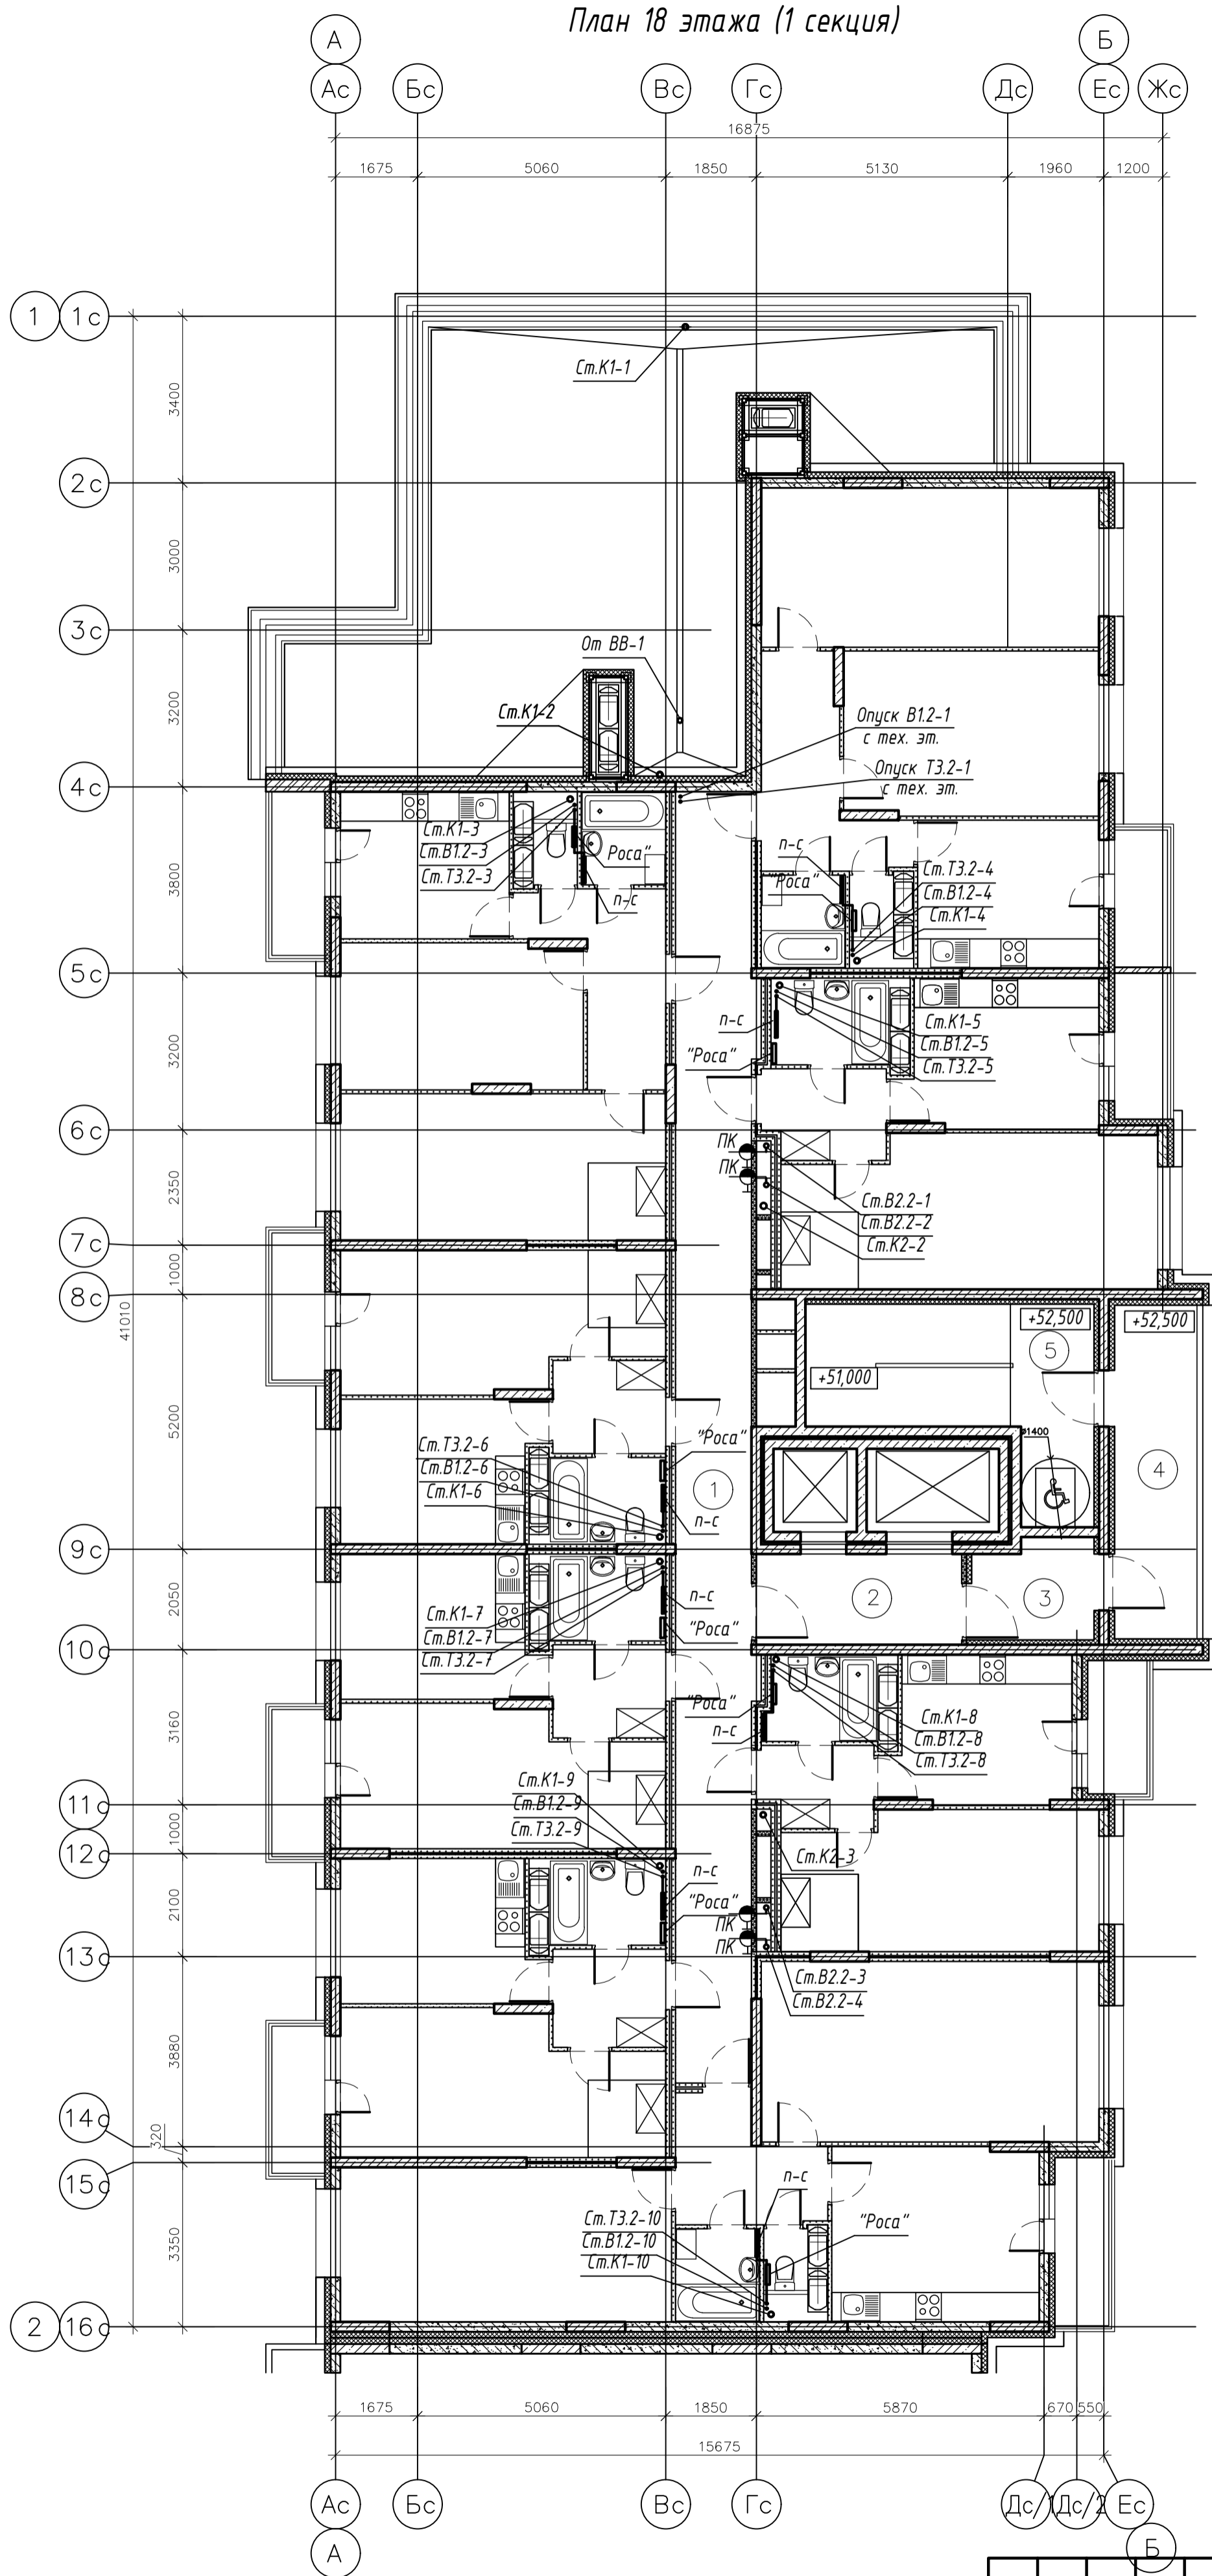 План 18 этажа (1 секция)
А
Б
Ас
Бс
Вс
Гс
Дс
Ес
Жс
16875
1675
5060
1850
5130
1960
1200
1
1с
Ст.К1-1
3400
2с
3000
3с
От ВВ-1
3200
Ст.К1-2
Опуск В1.2-1
с тех. эт.
Опуск Т3.2-1
с тех. эт.
4с
Ст.К1-3
Ст.В1.2-3
Ст.Т3.2-3
Роса"
п-с
3800
п-с
"Роса"
Ст.Т3.2-4
Ст.В1.2-4
Ст.К1-4
5с
п-с
"Роса"
Ст.К1-5
Ст.В1.2-5
Ст.Т3.2-5
3200
6с
ПК
ПК
2350
Ст.В2.2-1
Ст.В2.2-2
Ст.К2-2
7с
1000
8с
41010
+52,500
+52,500
5
+51,000
5200
ø1400
Ст.Т3.2-6
Ст.В1.2-6
Ст.К1-6
"Роса"
п-с
1
4
9с
2050
п-с
"Роса"
2
3
Ст.К1-7
Ст.В1.2-7
Ст.Т3.2-7
10с
"Роса"
п-с
3160
Ст.К1-8
Ст.В1.2-8
Ст.Т3.2-8
Ст.К1-9
Ст.В1.2-9
Ст.Т3.2-9
11с
1000
12с
Ст.К2-3
п-с
"Роса"
2100
ПК
ПК
13с
Ст.В2.2-3
Ст.В2.2-4
3880
14с
320
15с
п-с
Ст.Т3.2-10
Ст.В1.2-10
Ст.К1-10
"Роса"
3350
2
16с
1675
5060
1850
5870
670
550
15675
Ас
Бс
Вс
Гс
Дс/1
Дс/2
Ес
А
Б